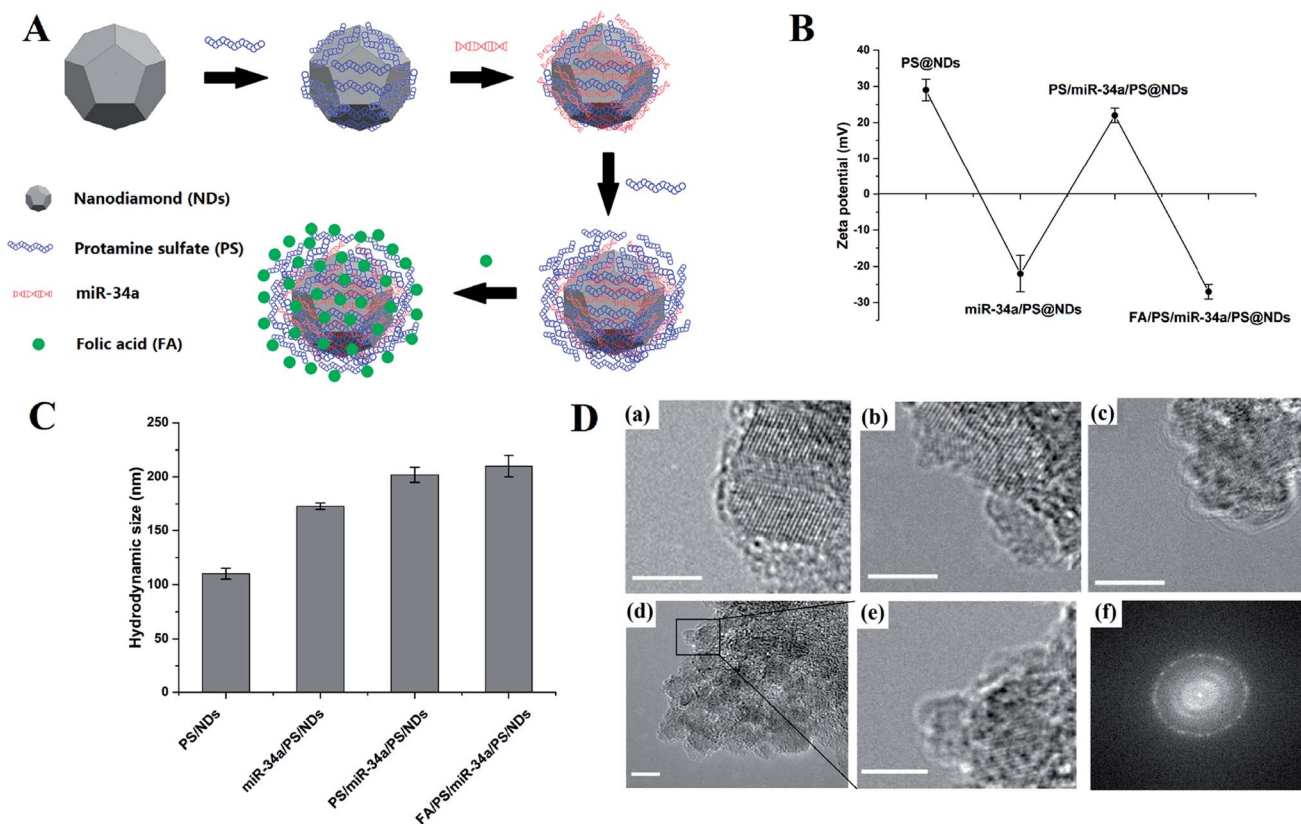 A
Nanodiamond (NDs)
Protamine sulfate (PS)
miR-34a
Folic acid (FA)
B
Zeta potential (mV)
40
30
20
10
0
-10
-20
-30
PS@NDs
PS/miR-34a/PS@NDs
miR-34a/PS@NDs
FA/PS/miR-34a/PS@NDs
C
Hydrodynamic size (nm)
250
200
150
100
50
0
PS/NDs
miR-34a/PS/NDs
PS/miR-34a/PS/NDs
FA/PS/miR-34a/PS/NDs
D
(a)
(b)
(c)
(d)
(e)
(f)